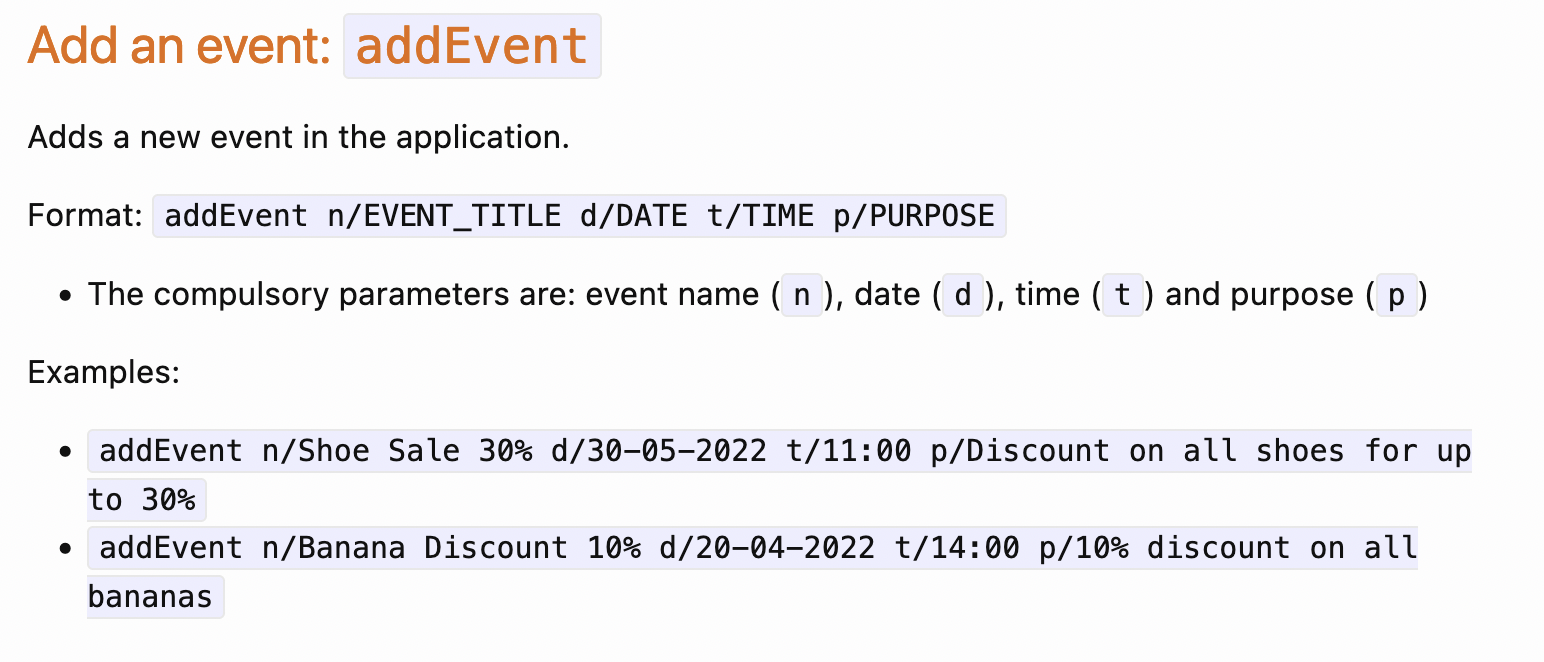 Add an event: addEvent
Adds a new event in the application.
Format: addEvent n/EVENT_TITLE d/DATE t/TIME p/PURPOSE
• The compulsory parameters are: event name ( n ), date ( d ), time ( t ) and purpose ( p )
Examples:
• addEvent n/Shoe Sale 30% d/30-05-2022 t/11:00 p/Discount on all shoes for up
to 30%
• addEvent n/Banana Discount 10% d/20-04-2022 t/14:00 p/10% discount on all
bananas